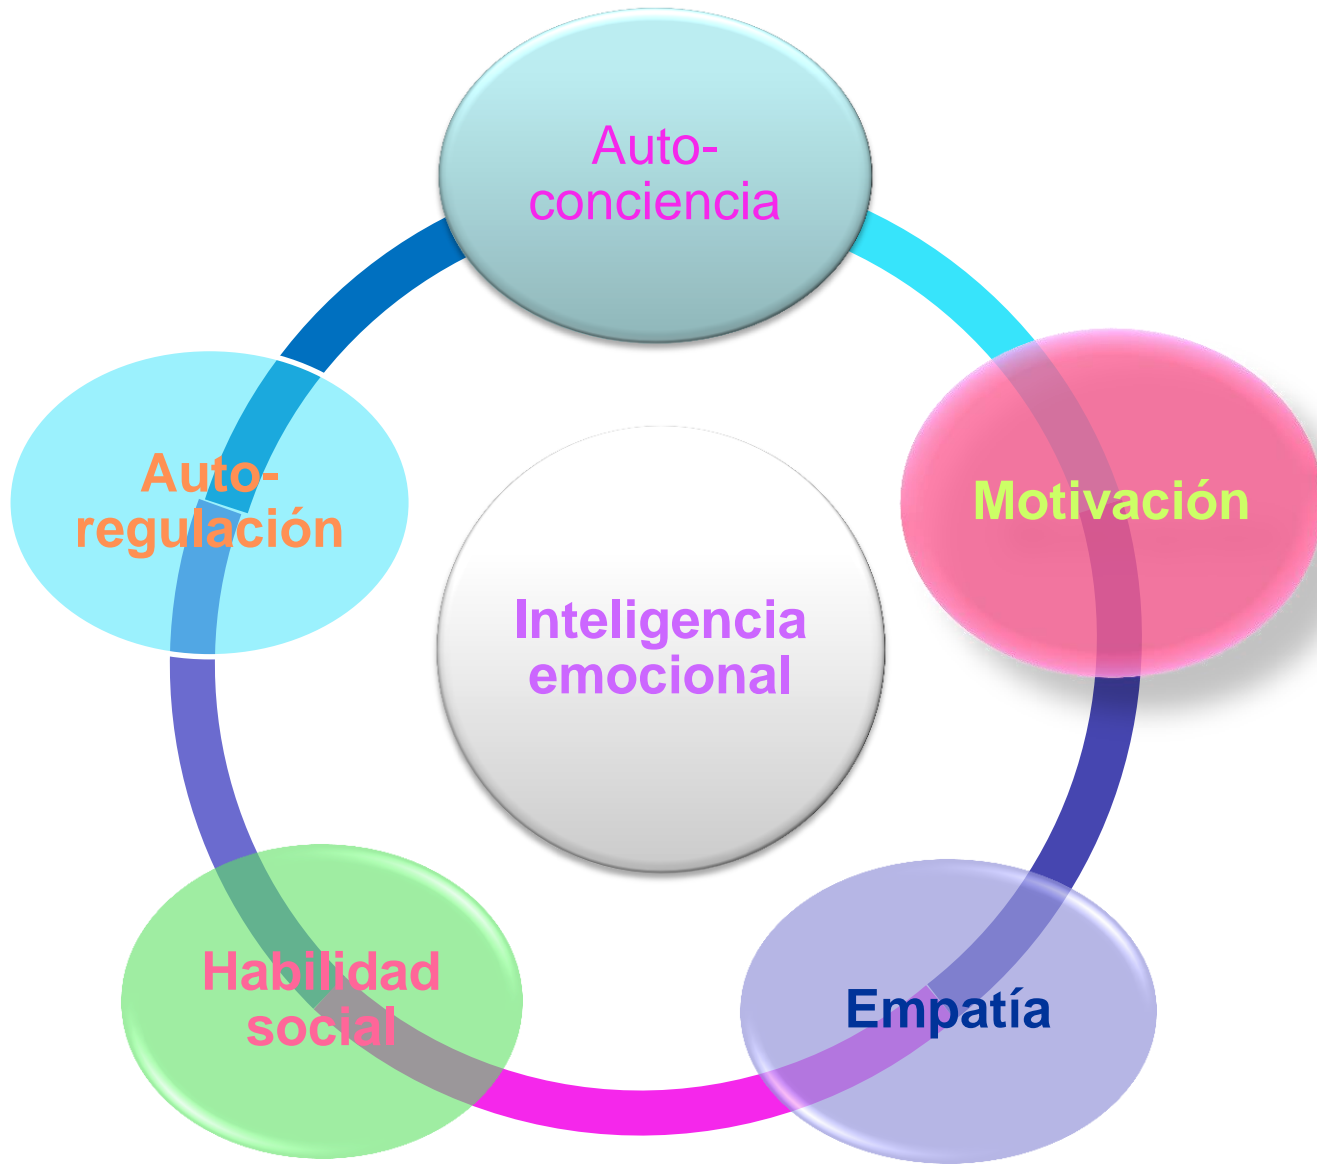 Auto-
conciencia
Auto-
regulación
Motivación
Inteligencia
emocional
Habilidad
social
Empatía